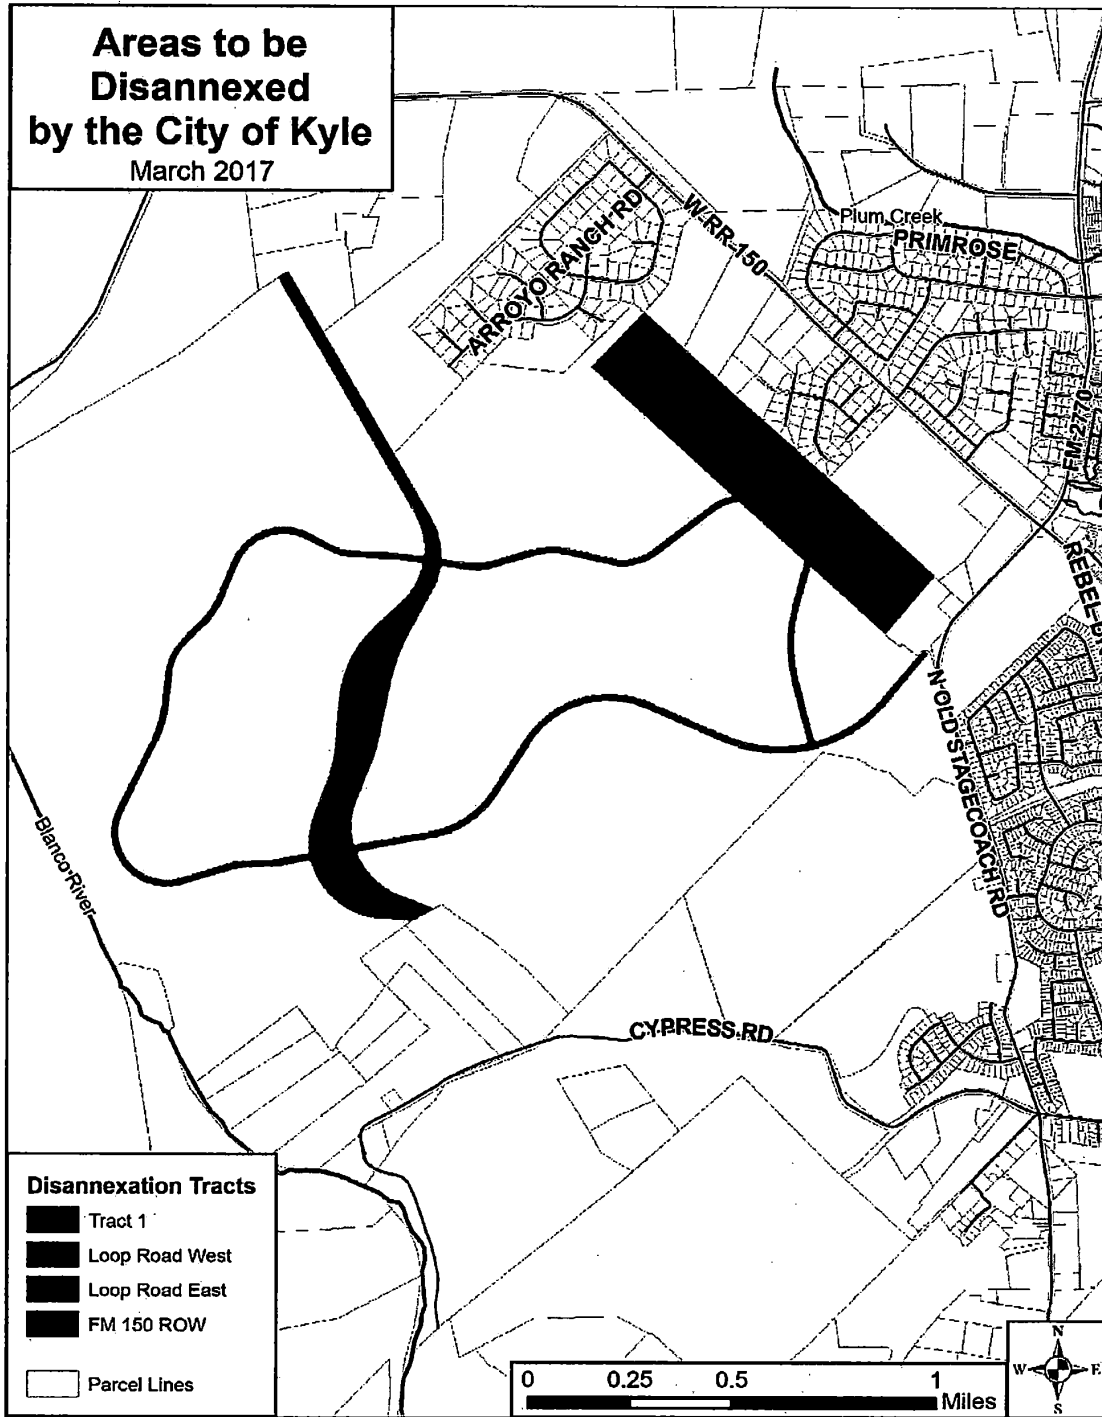 Areas to be
Disannexed
by the City of Kyle
March 2017
W RR 150
ARROYO RANCH RD
Plum Creek
PRIMROSE
FM 2770
REBEL D
N OLD STAGECOACH RD
Blanco River
CYPRESS RD
Disannexation Tracts
Tract 1
Loop Road West
Loop Road East
FM 150 ROW
Parcel Lines
0 0.25 0.5 1
Miles
N
W E
S